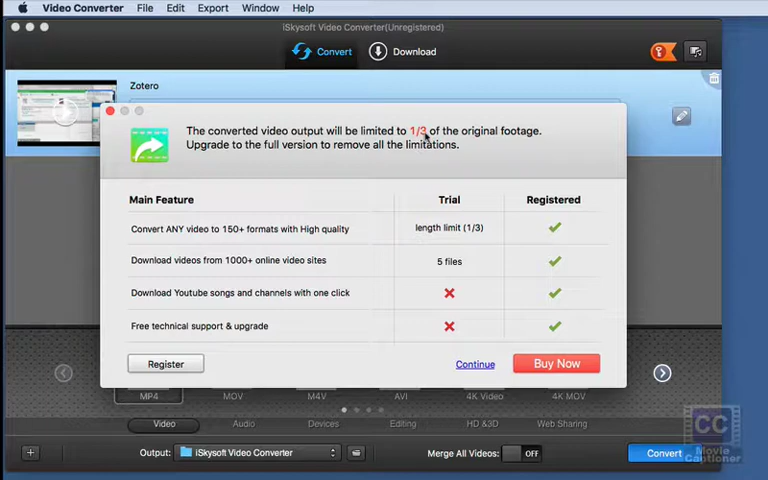 Video Converter File Edit Export Window Help
iSkysoft Video Converter(Unregistered)
Convert Download
Zotero
The converted video output will be limited to 1/3 of the original footage.
Upgrade to the full version to remove all the limitations.
Main Feature Trial Registered
Convert ANY video to 150+ formats with High quality length limit (1/3)
Download videos from 1000+ online video sites 5 files
Download Youtube songs and channels with one click
Free technical support & upgrade
Register Continue Buy Now
MP4 MOV M4V AVI 4K Video 4K MOV
Video Audio Devices Editing HD &3D Web Sharing
Output: iSkysoft Video Converter Merge All Videos: OFF Convert
CC
Movie
Captioner